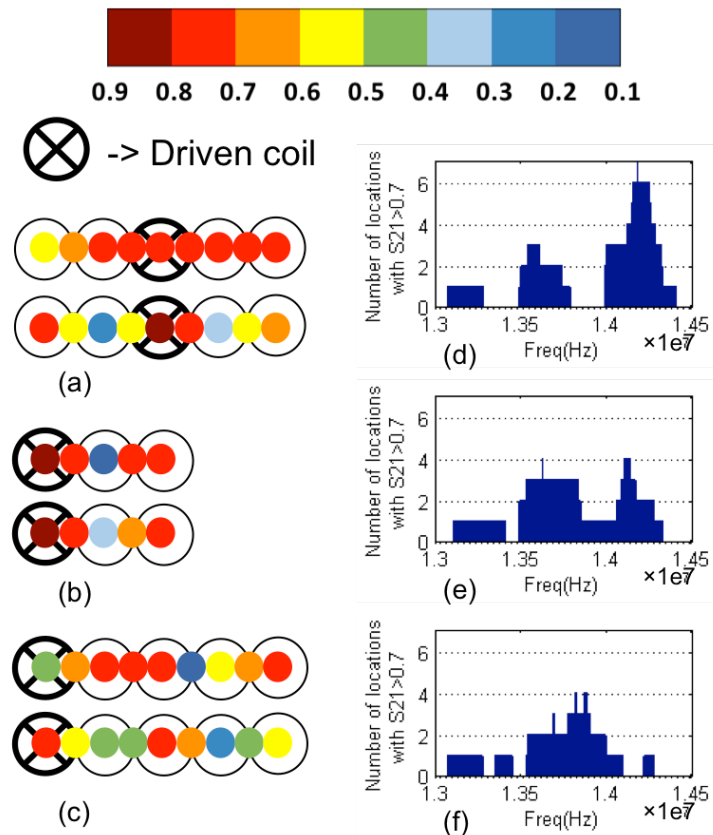 0.9 0.8 0.7 0.6 0.5 0.4 0.3 0.2 0.1
-> Driven coil
(a)
(b)
(c)
Number of locations
with S21>0.7
6
4
2
0
1.3 1.35 1.4 1.45
Freq(Hz)
×1e7
(d)
Number of locations
with S21>0.7
6
4
2
0
1.3 1.35 1.4 1.45
Freq(Hz)
×1e7
(e)
Number of locations
with S21>0.7
6
4
2
0
1.3 1.35 1.4 1.45
Freq(Hz)
×1e7
(f)